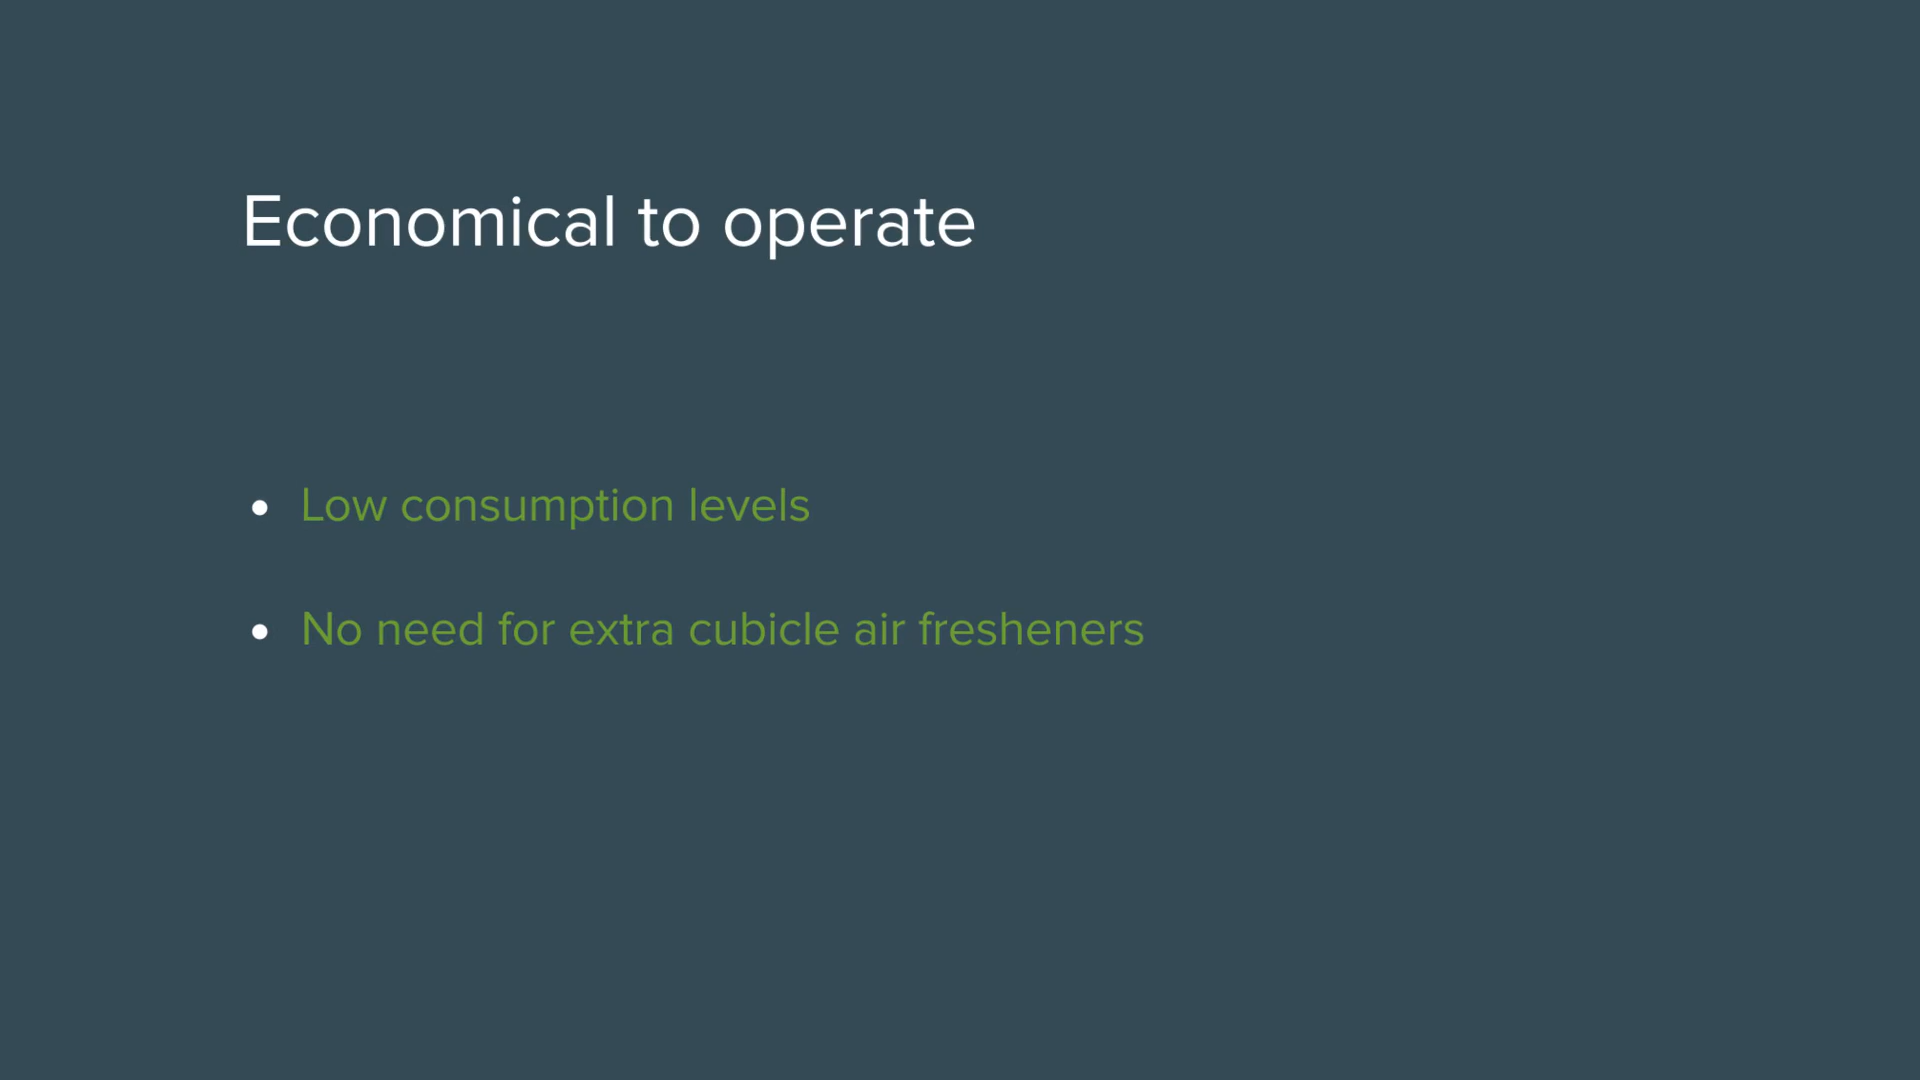 Economical to operate
• Low consumption levels
• No need for extra cubicle air fresheners